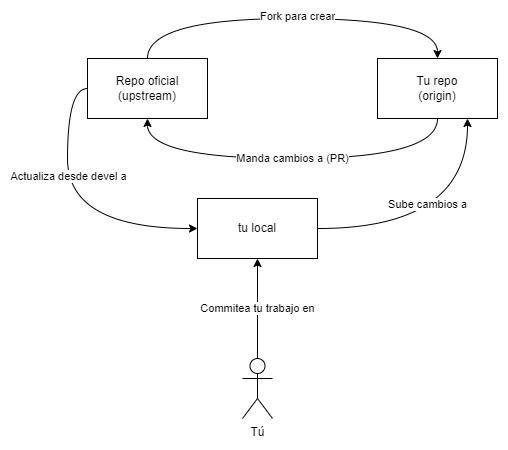 Fork para crear
Repo oficial
(upstream)
Tu repo
(origin)
Manda cambios a (PR)
Actualiza desde devel a
Sube cambios a
tu local
Commitea tu trabajo en
Tú